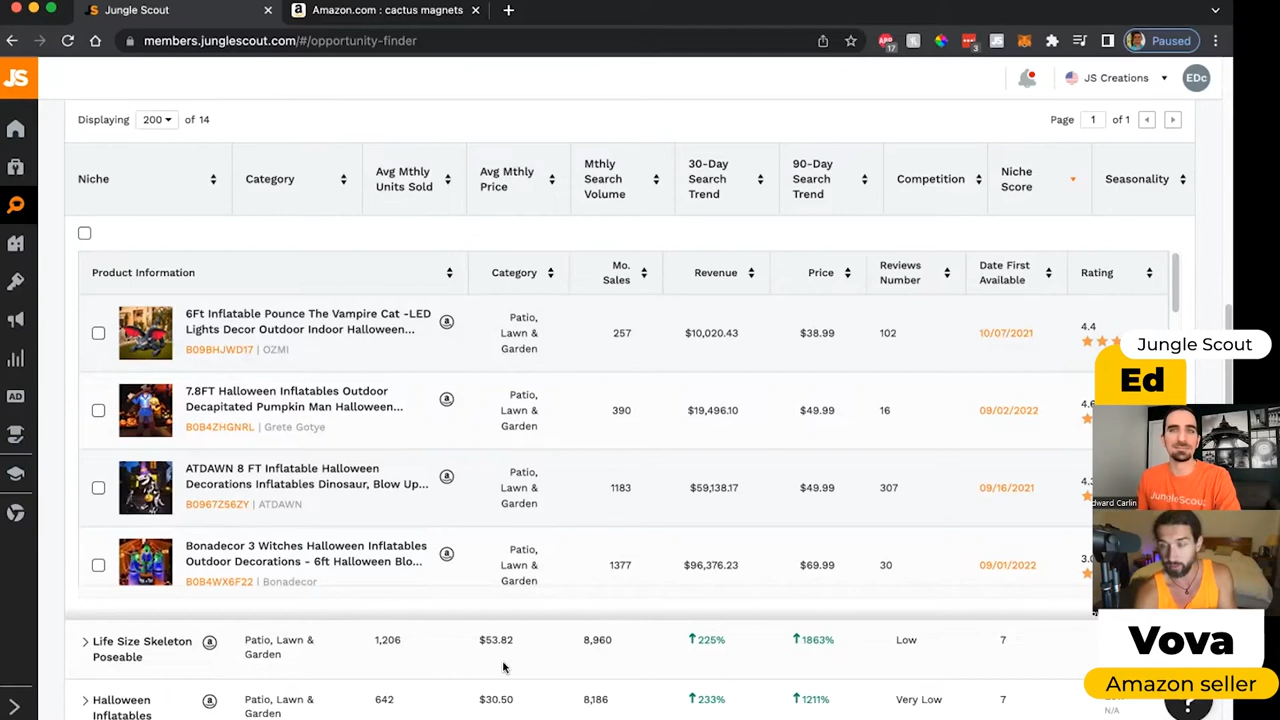 Jungle Scout
Amazon.com : cactus magnets
members.junglescout.com/#/opportunity-finder
17
3
Paused
JS
JS Creations
EDc
Displaying 200 of 14
Page 1 of 1
Niche
Category
Avg Mthly
Units Sold
Avg Mthly
Price
Mthly
Search
Volume
30-Day
Search
Trend
90-Day
Search
Trend
Competition
Niche
Score
Seasonality
Product Information
Category
Mo.
Sales
Revenue
Price
Reviews
Number
Date First
Available
Rating
6Ft Inflatable Pounce The Vampire Cat -LED
Lights Decor Outdoor Indoor Halloween...
B09BHJWD17 | OZMI
Patio,
Lawn &
Garden
257
$10,020.43
$38.99
102
10/07/2021
4.4
7.8FT Halloween Inflatables Outdoor
Decapitated Pumpkin Man Halloween...
B0B4ZHGNRL | Grete Gotye
Patio,
Lawn &
Garden
390
$19,496.10
$49.99
16
09/02/2022
ATDAWN 8 FT Inflatable Halloween
Decorations Inflatables Dinosaur, Blow Up...
B0967Z56ZY | ATDAWN
Patio,
Lawn &
Garden
1183
$59,138.17
$49.99
307
09/16/2021
Bonadecor 3 Witches Halloween Inflatables
Outdoor Decorations - 6ft Halloween Blo...
B0B4WX6F22 | Bonadecor
Patio,
Lawn &
Garden
1377
$96,376.23
$69.99
30
09/01/2022
Life Size Skeleton
Poseable
Patio, Lawn &
Garden
1,206
$53.82
8,960
225%
1863%
Low
7
Halloween
Inflatables
Patio, Lawn &
Garden
642
$30.50
8,186
233%
1211%
Very Low
7
N/A
AD
Jungle Scout
Ed
Jungle Scout
Edward Carlin
Vova
Amazon seller
?